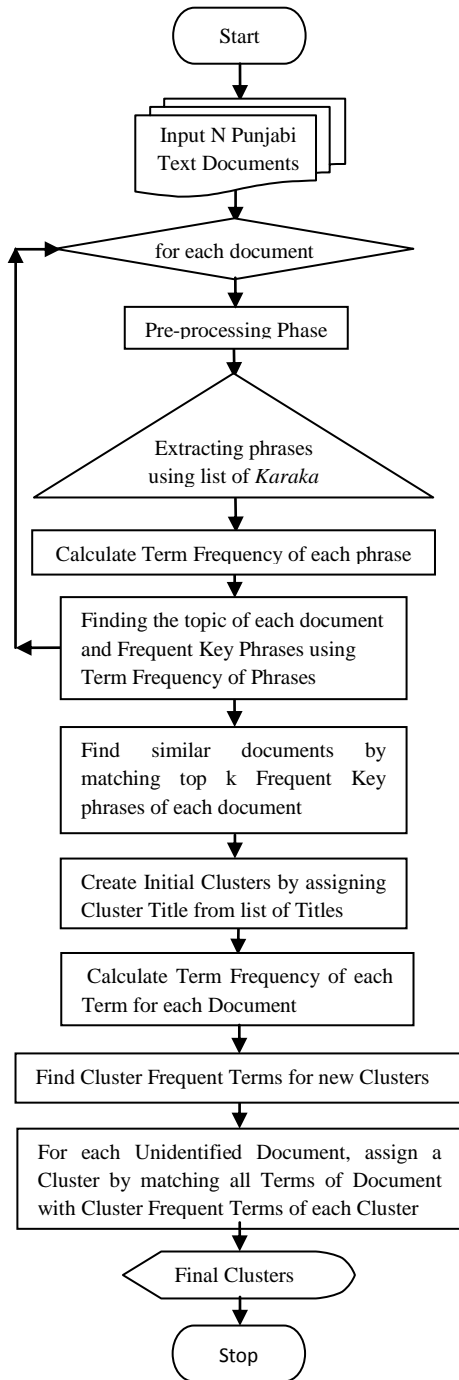 Start
Input N Punjabi
Text Documents
for each document
Pre-processing Phase
Extracting phrases
using list of Karaka
Calculate Term Frequency of each phrase
Finding the topic of each document
and Frequent Key Phrases using
Term Frequency of Phrases
Find similar documents by
matching top k Frequent Key
phrases of each document
Create Initial Clusters by assigning
Cluster Title from list of Titles
Calculate Term Frequency of each
Term for each Document
Find Cluster Frequent Terms for new Clusters
For each Unidentified Document, assign a
Cluster by matching all Terms of Document
with Cluster Frequent Terms of each Cluster
Final Clusters
Stop